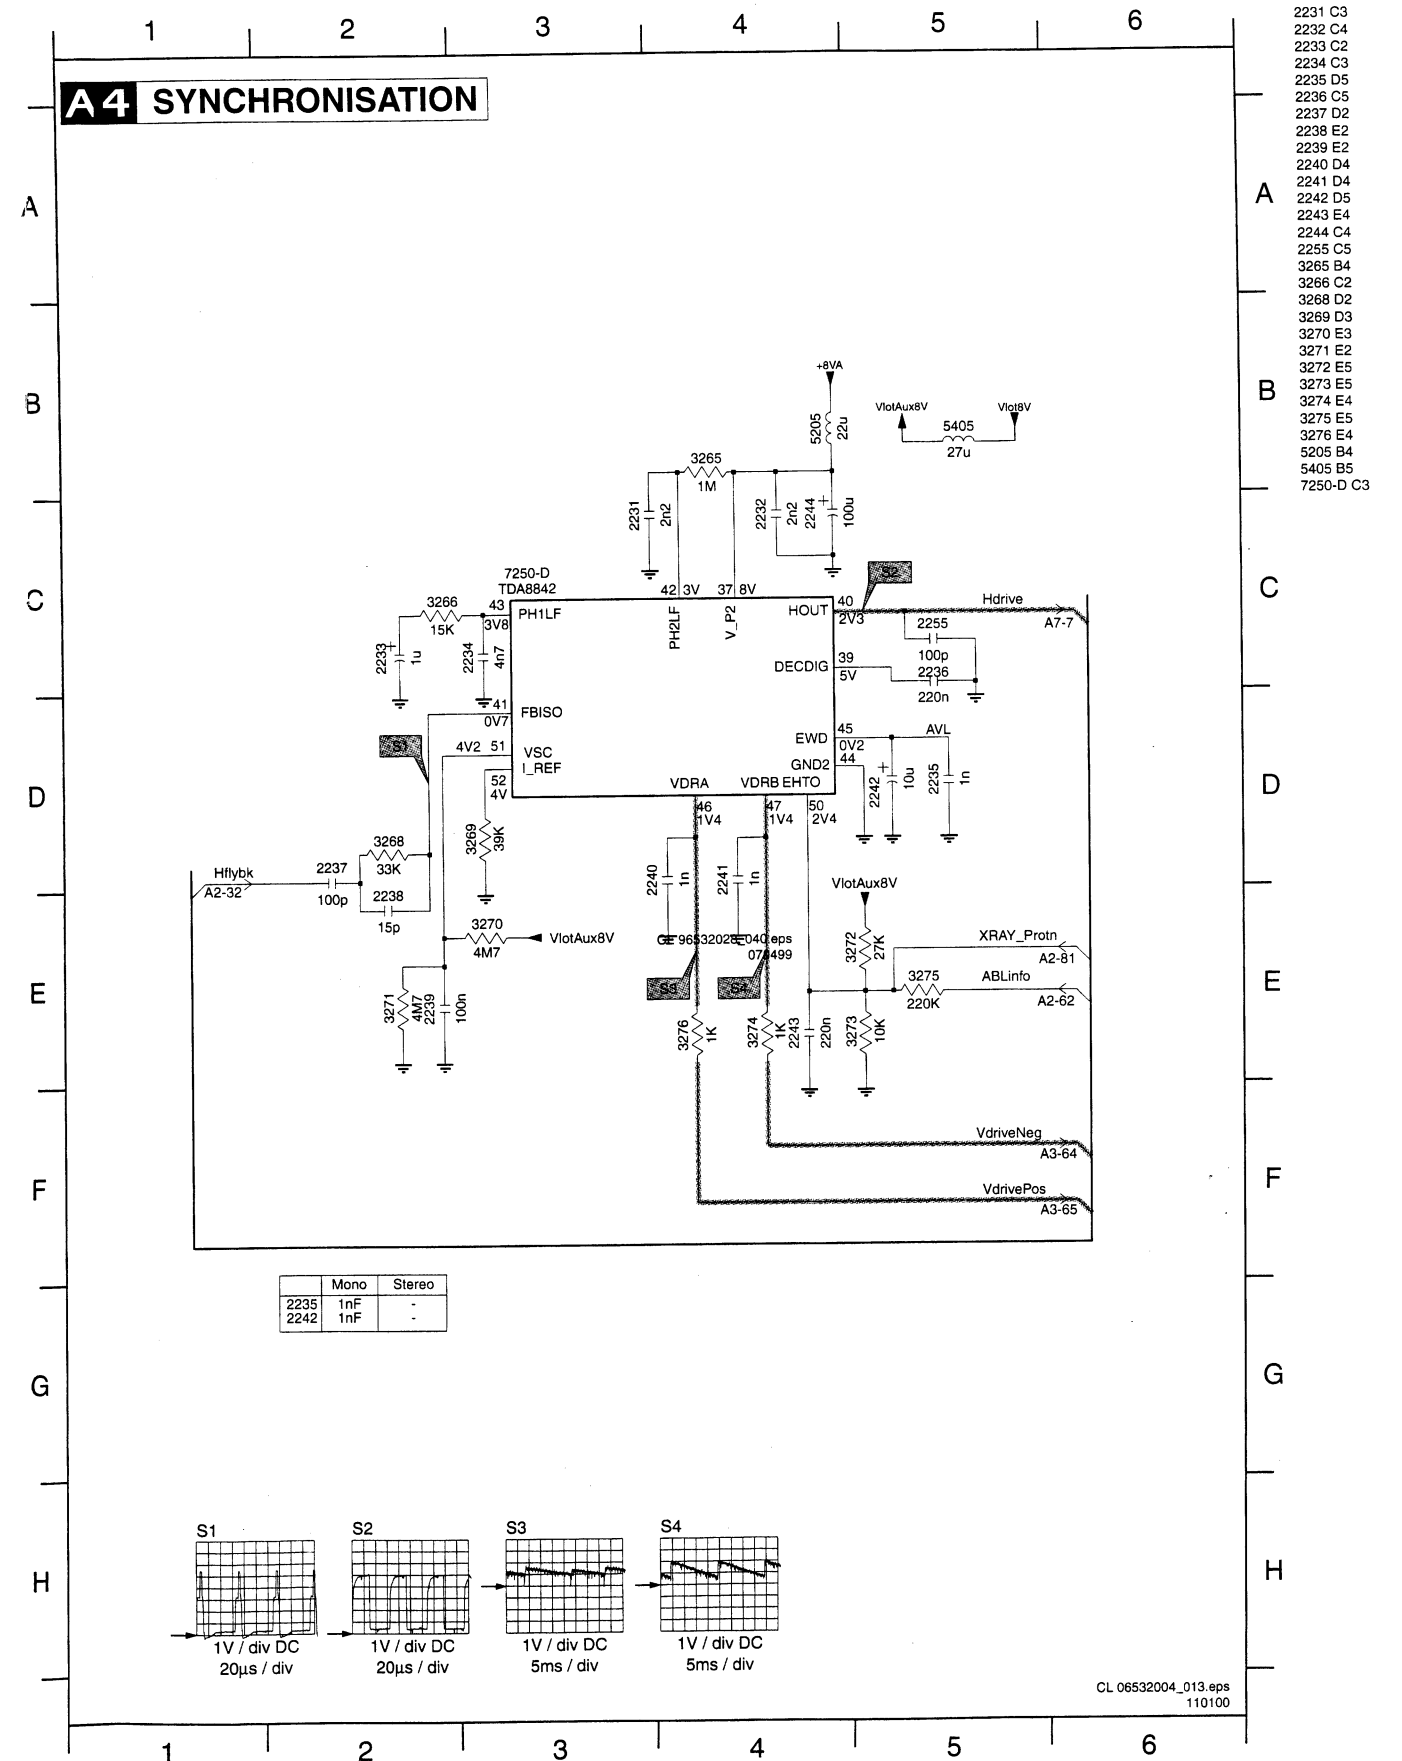 1 2 3 4 5 6
A4 SYNCHRONISATION
2231 C3
2232 C4
2233 C2
2234 C3
2235 D5
2236 C5
2237 D2
2238 E2
2239 E2
2240 D4
2241 D4
2242 D5
2243 E4
2244 C4
2255 C5
3265 B4
3266 C2
3268 D2
3269 D3
3270 E3
3271 E2
3272 E5
3273 E5
3274 E4
3275 E5
3276 E4
5205 B4
5405 B5
7250-D C3
A A
B B
C C
D D
E E
F F
G G
H H
+8VA
5205
22u
VlotAux8V
Vlot8V
5405
27u
3265
1M
2231
2n2
2232
2n2
2244
+
100u
7250-D
TDA8842
42 3V
37 8V
S2
40
2V3
Hdrive
A7-7
43
3V8
PH1LF
PH2LF
V_P2
HOUT
3266
15K
2233
+
1u
2234
4n7
2255
100p
DECDIG
39
5V
2236
220n
41
0V7
FBISO
S1
4V2 51
VSC
I_REF
52
4V
EWD
45
0V2
AVL
GND2
44
VDRA
VDRB
EHTO
2242
+
10u
2235
1n
46
1V4
47
1V4
50
2V4
3269
39K
3268
33K
2237
100p
2238
15p
Hflybk
A2-32
2240
1n
2241
1n
VlotAux8V
3270
4M7
VlotAux8V
96532028_040.eps
3272
27K
XRAY_Protn
A2-81
ABLinfo
A2-62
3275
220K
S3
S4
3271
4M7
2239
100n
3276
1K
3274
1K
2243
220n
3273
10K
VdriveNeg
A3-64
VdrivePos
A3-65
Mono Stereo
2235 1nF -
2242 1nF -
S1
1V / div DC
20µs / div
S2
1V / div DC
20µs / div
S3
1V / div DC
5ms / div
S4
1V / div DC
5ms / div
CL 06532004_013.eps
110100
1 2 3 4 5 6